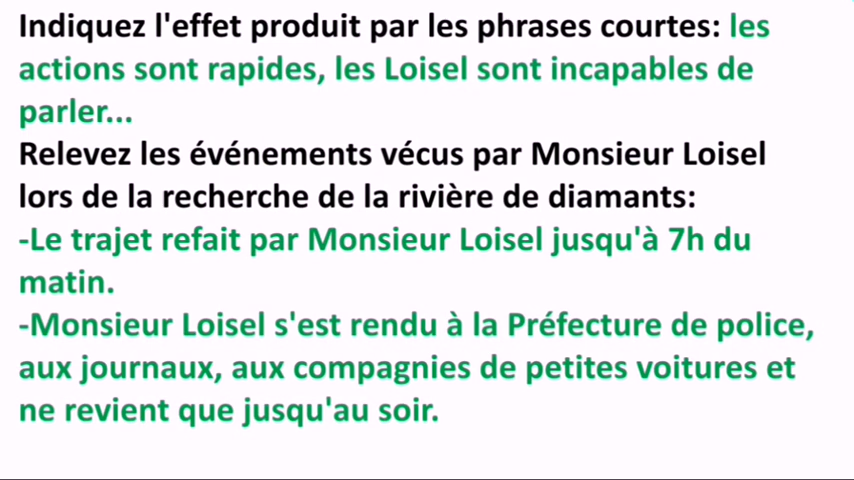 Indiquez l'effet produit par les phrases courtes: les
actions sont rapides, les Loisel sont incapables de
parler...
Relevez les événements vécus par Monsieur Loisel
lors de la recherche de la rivière de diamants:
-Le trajet refait par Monsieur Loisel jusqu'à 7h du
matin.
-Monsieur Loisel s'est rendu à la Préfecture de police,
aux journaux, aux compagnies de petites voitures et
ne revient que jusqu'au soir.